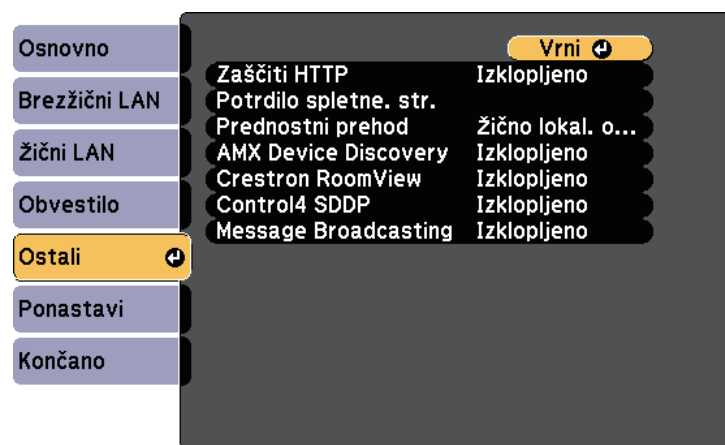 Osnovno
Brezžični LAN
Žični LAN
Obvestilo
Ostali
Ponastavi
Končano
Vrni
Zaščiti HTTP Izklopljeno
Potrdilo spletne. str.
Prednostni prehod Žično lokal. o...
AMX Device Discovery Izklopljeno
Crestron RoomView Izklopljeno
Control4 SDDP Izklopljeno
Message Broadcasting Izklopljeno